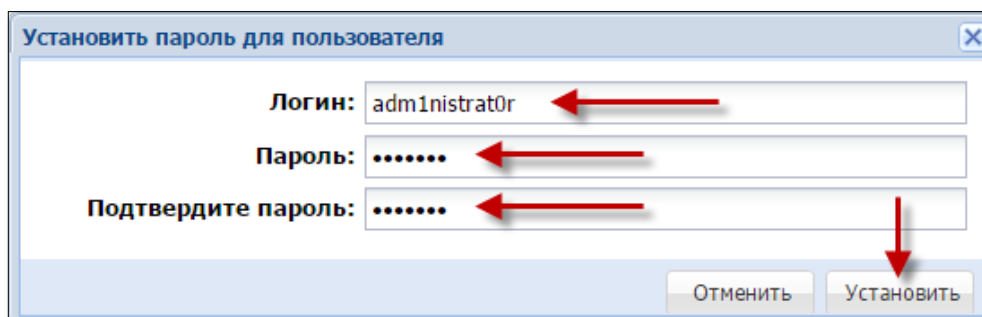 Установить пароль для пользователя
Логин: adm1nistrat0r
Пароль: •••••••
Подтвердите пароль: •••••••
Отменить Установить